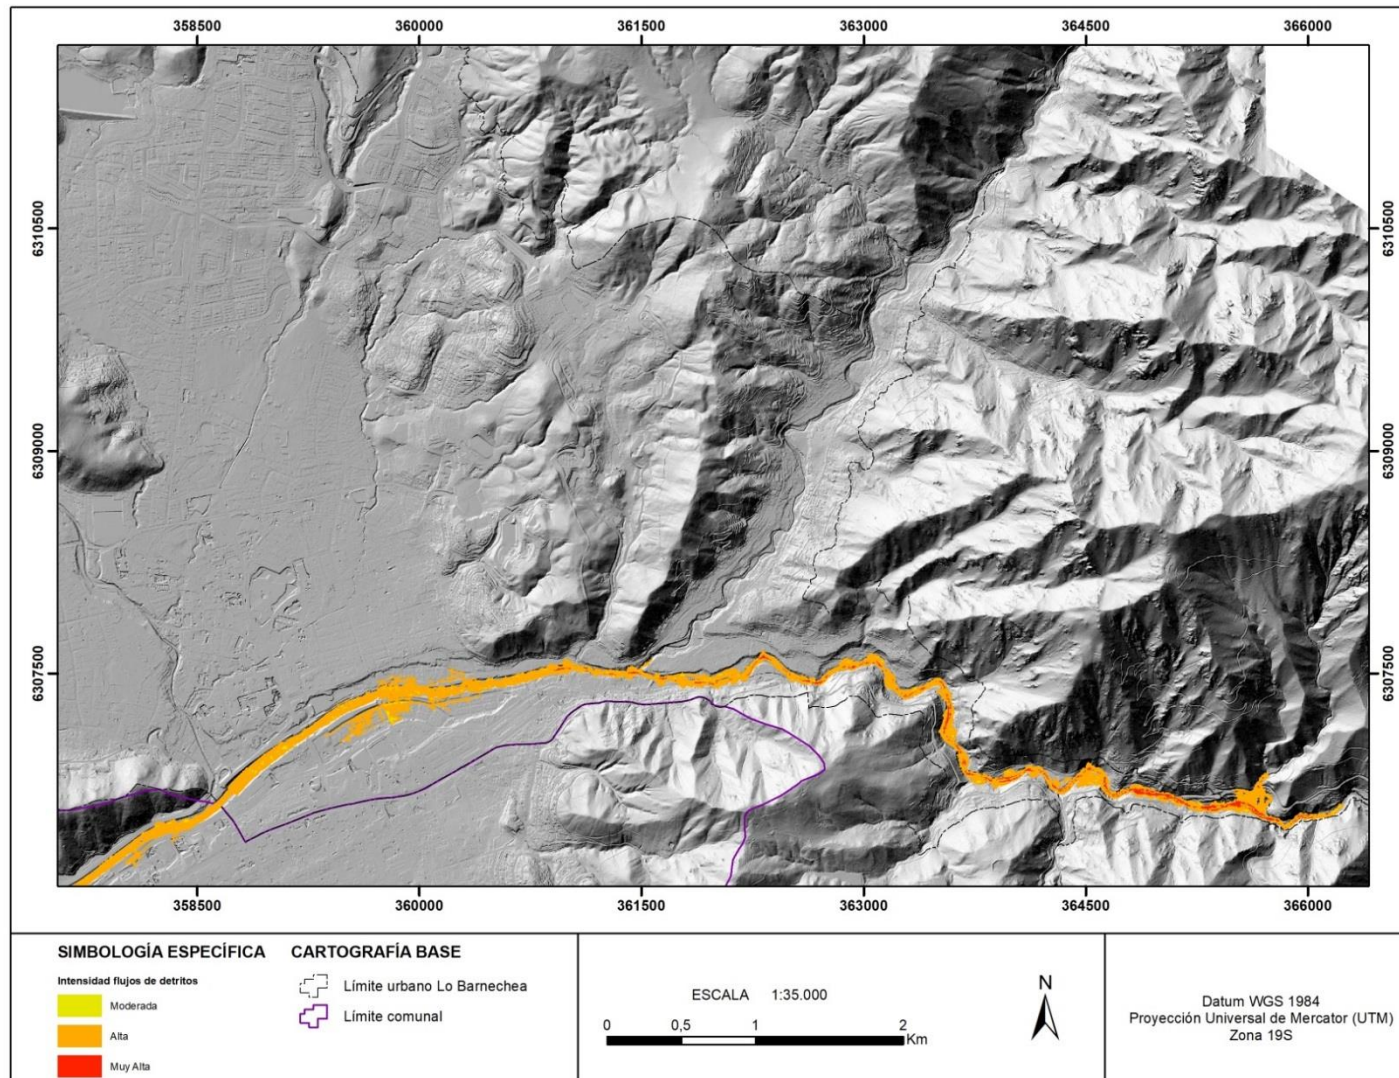 358500 360000 361500 363000 364500 366000
6310500 6310500
6309000 6309000
6307500 6307500
358500 360000 361500 363000 364500 366000
SIMBOLOGÍA ESPECÍFICA
Intensidad flujos de detritos
Moderada
Alta
Muy Alta
CARTOGRAFÍA BASE
Límite urbano Lo Barnechea
Límite comunal
ESCALA 1:35.000
0 0,5 1 2
Km
N
Datum WGS 1984
Proyección Universal de Mercator (UTM)
Zona 19S